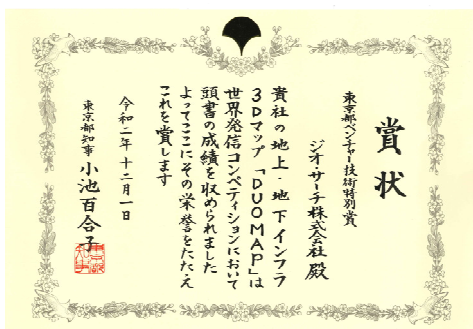 賞状
東京都ベンチャー技術特別賞
ジオ・サーチ株式会社 殿
貴社の地上・地下インフラ
3Dマップ「DUOMAP」は
世界発信コンペティションにおいて
頭書の成績を収められました
よってここにその栄誉をたたえ
これを賞します
令和二年十二月一日
東京都知事 小池百合子